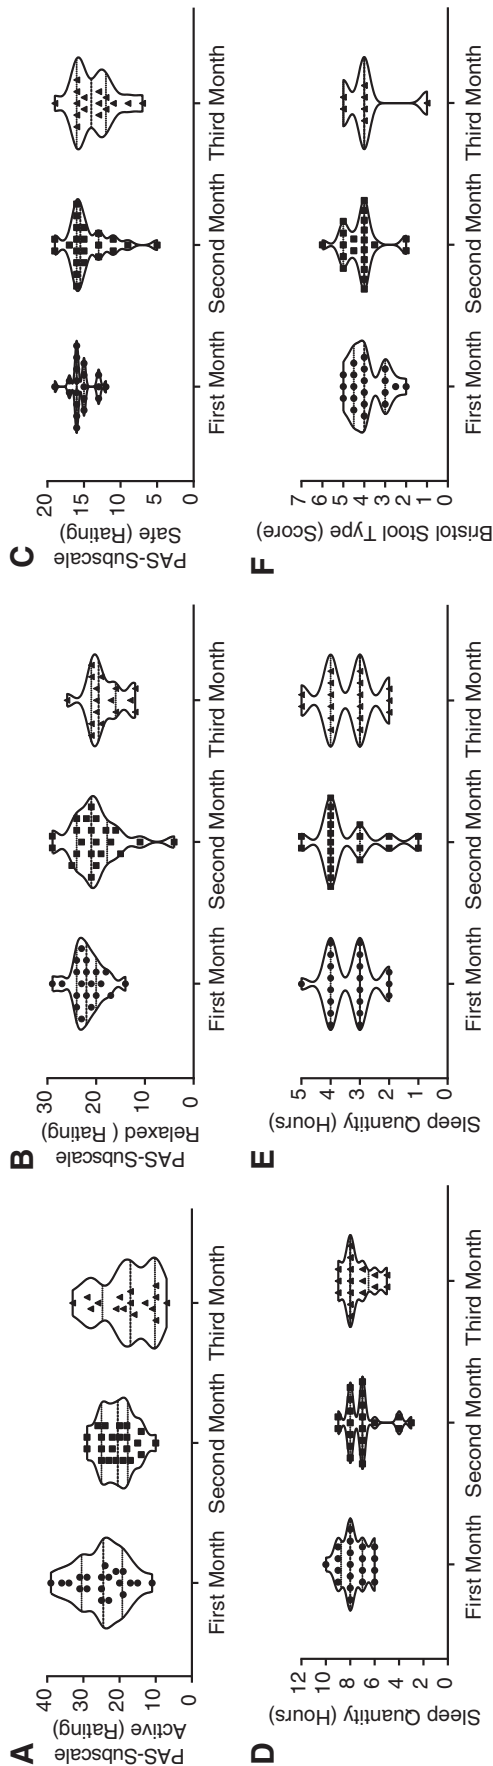 A
PAS-Subscale
Active (Rating)
40
30
20
10
0
First Month Second Month Third Month
B
PAS-Subscale
Relaxed ( Rating)
30
20
10
0
First Month Second Month Third Month
C
PAS-Subscale
Safe (Rating)
20
15
10
5
0
First Month Second Month Third Month
D
Sleep Quantity (Hours)
12
10
8
6
4
2
0
First Month Second Month Third Month
E
Sleep Quantity (Hours)
5
4
3
2
1
0
First Month Second Month Third Month
F
Bristol Stool Type (Score)
7
6
5
4
3
2
1
0
First Month Second Month Third Month